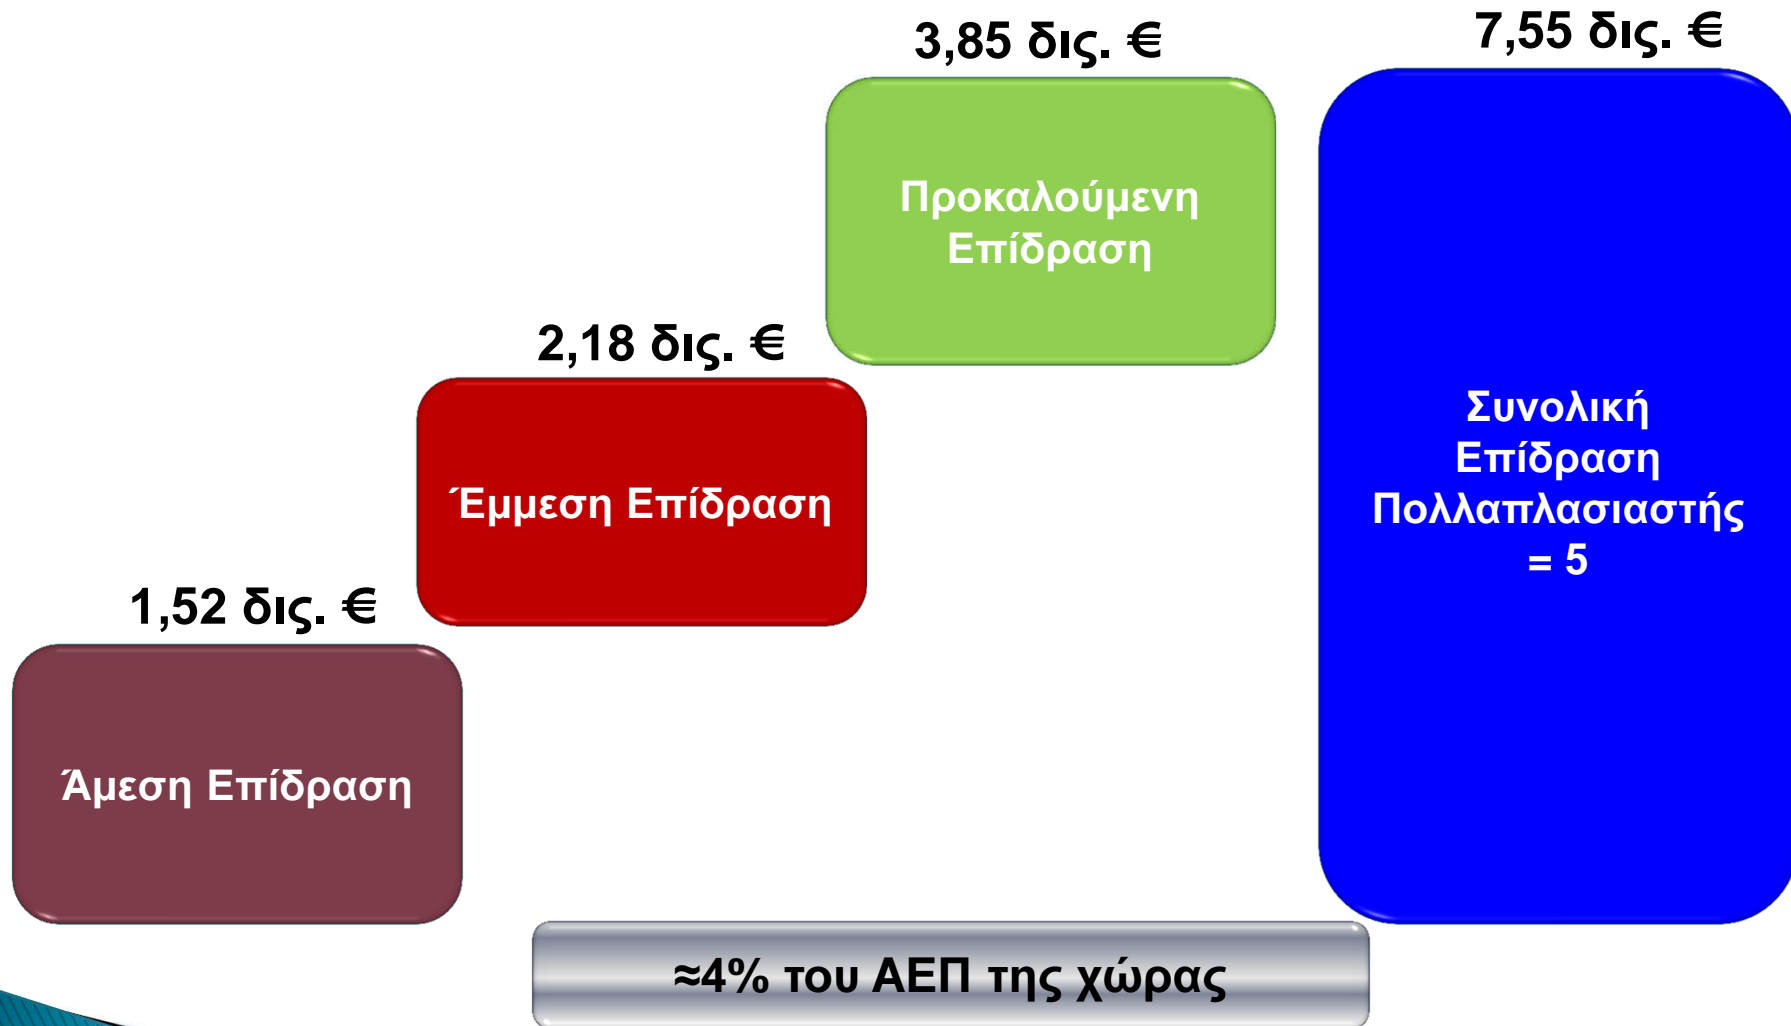 3,85 δις. €
7,55 δις. €
Προκαλούμενη
Επίδραση
2,18 δις. €
Έμμεση Επίδραση
Συνολική
Επίδραση
Πολλαπλασιαστής
= 5
1,52 δις. €
Άμεση Επίδραση
≈4% του ΑΕΠ της χώρας